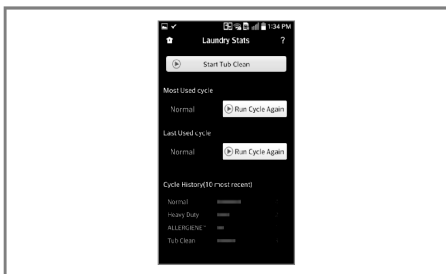 1:34 PM
Laundry Stats ?
Start Tub Clean
Most Used cycle
Normal Run Cycle Again
Last Used cycle
Normal Run Cycle Again
Cycle History(10 most recent)
Normal
Heavy Duty
ALLERGIENE™
Tub Clean